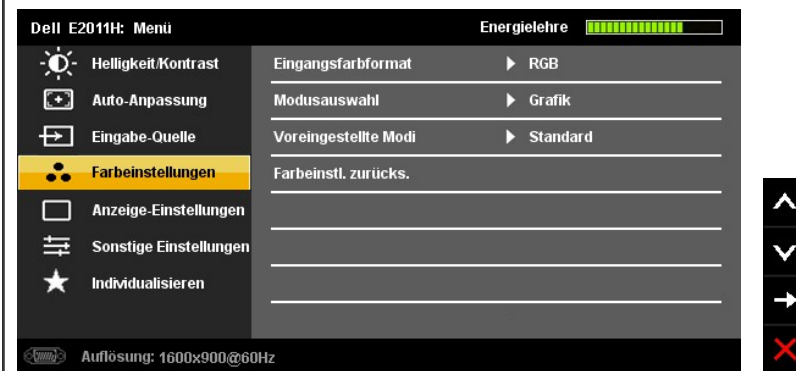 Dell E2011H: Menü Energielehre
Helligkeit/Kontrast Eingangsfarbformat RGB
Auto-Anpassung Modusauswahl Grafik
Eingabe-Quelle Voreingestellte Modi Standard
Farbeinstellungen Farbeinstl. zurücks.
Anzeige-Einstellungen
Sonstige Einstellungen
Individualisieren
Auflösung: 1600x900@60Hz